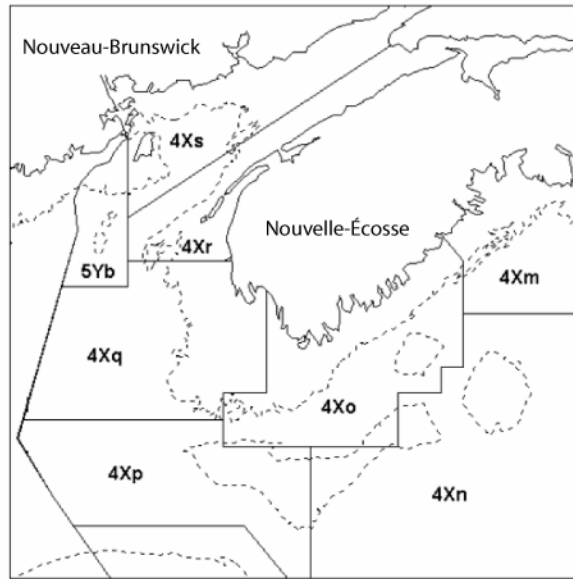 Nouveau-Brunswick
4Xs
Nouvelle-Écosse
4Xr
5Yb
4Xm
4Xq
4Xo
4Xp
4Xn